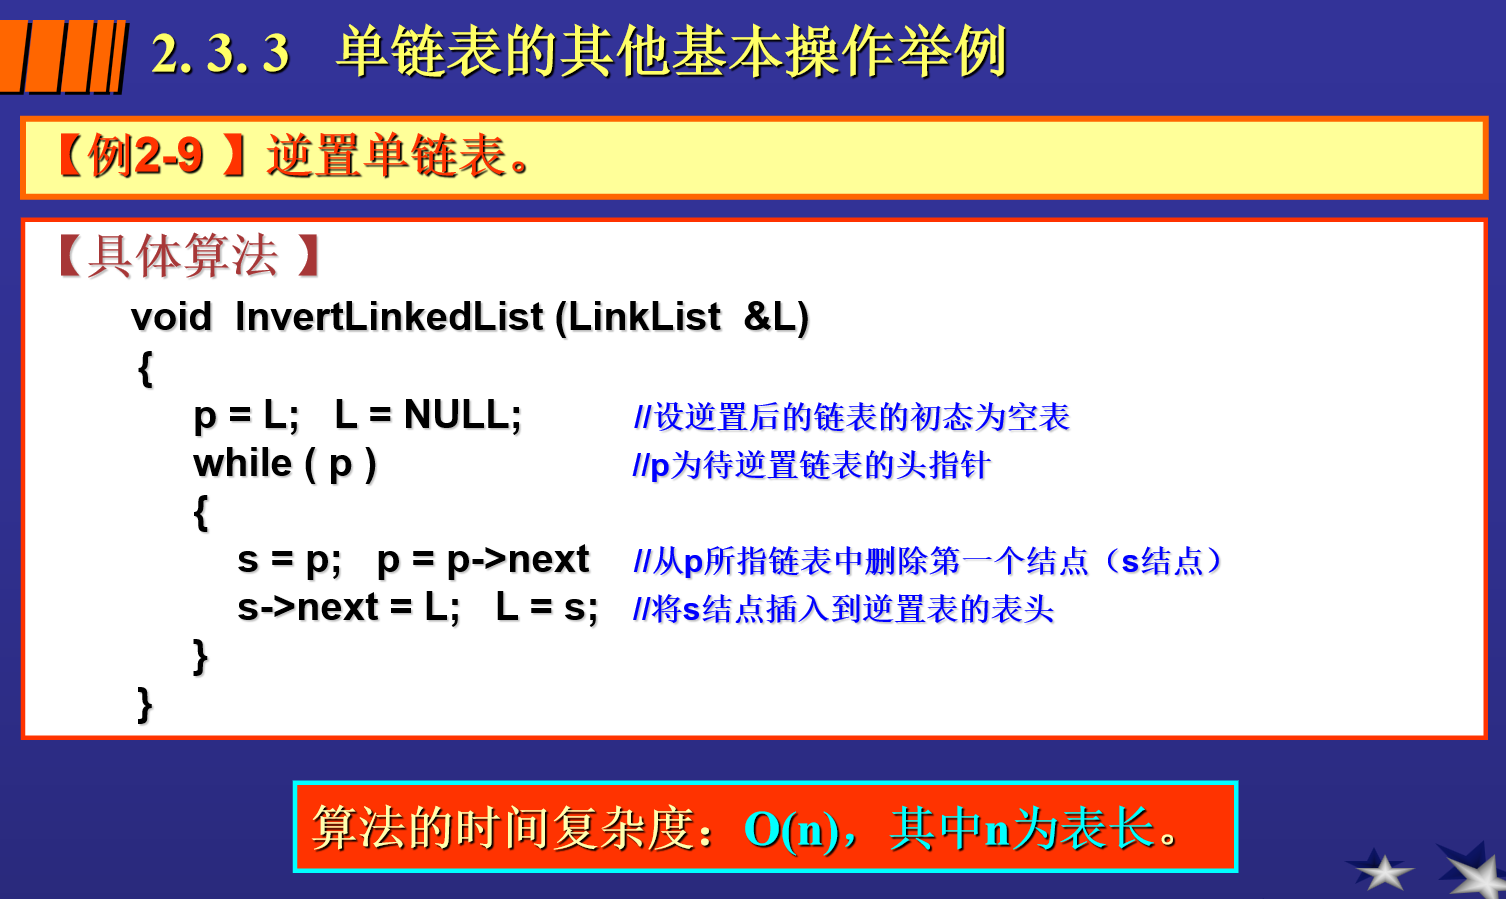 2.3.3 单链表的其他基本操作举例
【例2-9 】逆置单链表。
【具体算法 】
void InvertLinkedList (LinkList &L)
{
p = L; L = NULL; //设逆置后的链表的初态为空表
while ( p ) //p为待逆置链表的头指针
{
s = p; p = p->next //从p所指链表中删除第一个结点（s结点）
s->next = L; L = s; //将s结点插入到逆置表的表头
}
}
算法的时间复杂度：O(n)，其中n为表长。